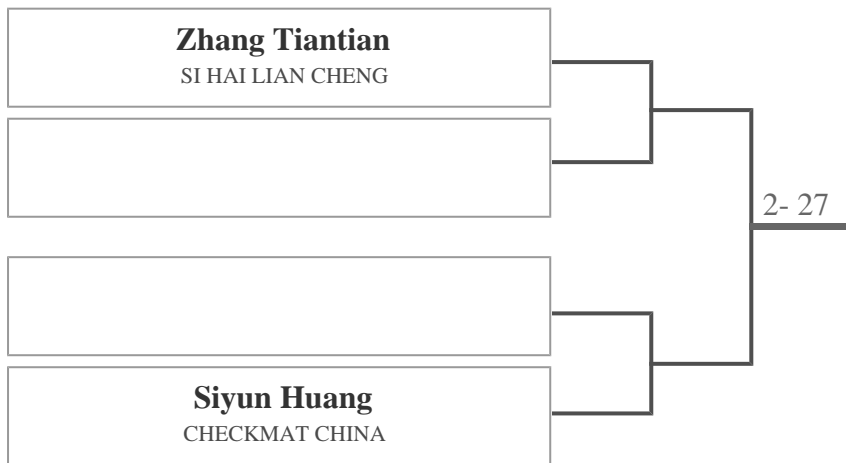 Zhang Tiantian
SI HAI LIAN CHENG
2- 27
Siyun Huang
CHECKMAT CHINA